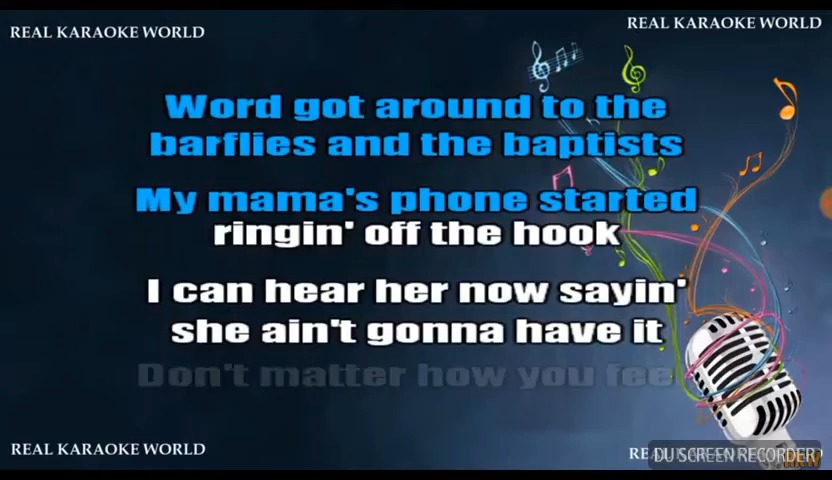 REAL KARAOKE WORLD
REAL KARAOKE WORLD
Word got around to the
barflies and the baptists
My mama's phone started
ringin' off the hook
I can hear her now sayin'
she ain't gonna have it
Don't matter how you feel
REAL KARAOKE WORLD
DU SCREEN RECORDER